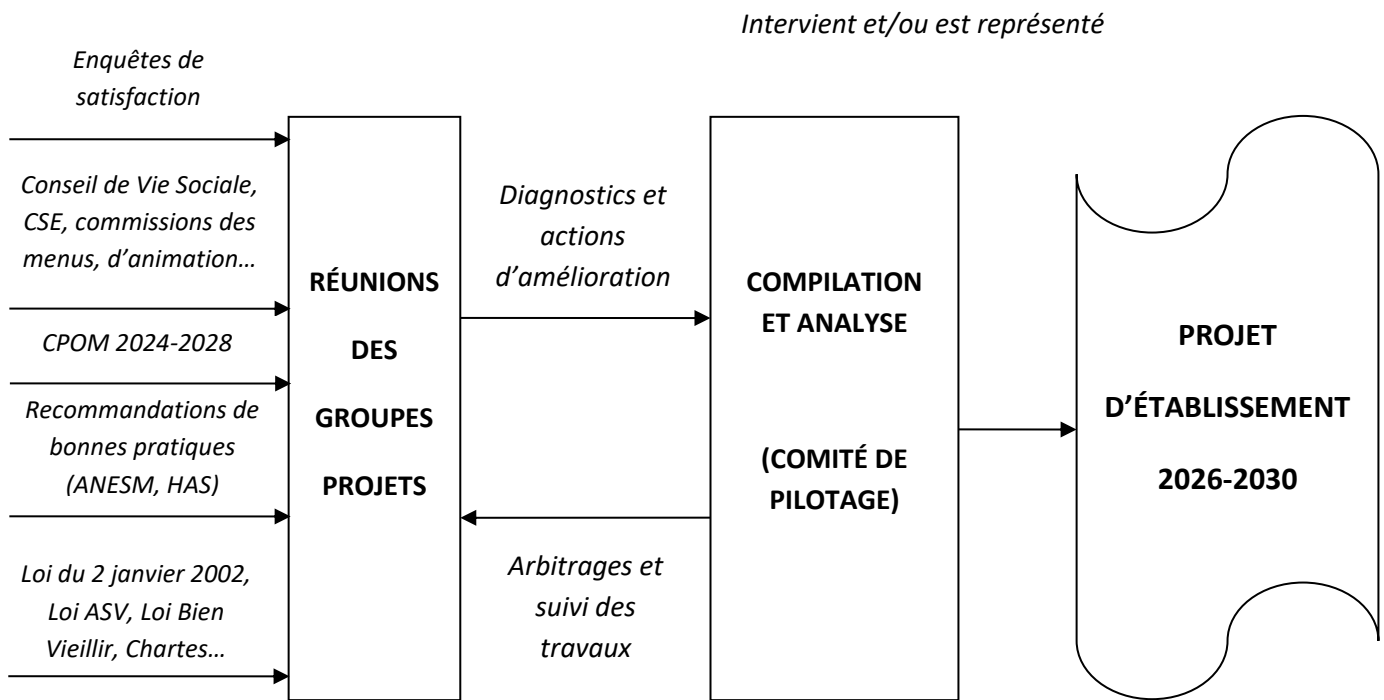 Intervient et/ou est représenté
Enquêtes de
satisfaction
Conseil de Vie Sociale,
CSE, commissions des
menus, d’animation…
CPOM 2024-2028
Recommandations de
bonnes pratiques
(ANESM, HAS)
Loi du 2 janvier 2002,
Loi ASV, Loi Bien
Vieillir, Chartes…
RÉUNIONS
DES
GROUPES
PROJETS
Diagnostics et
actions
d’amélioration
Arbitrages et
suivi des
travaux
COMPILATION
ET ANALYSE
(COMITÉ DE
PILOTAGE)
PROJET
D’ÉTABLISSEMENT
2026-2030